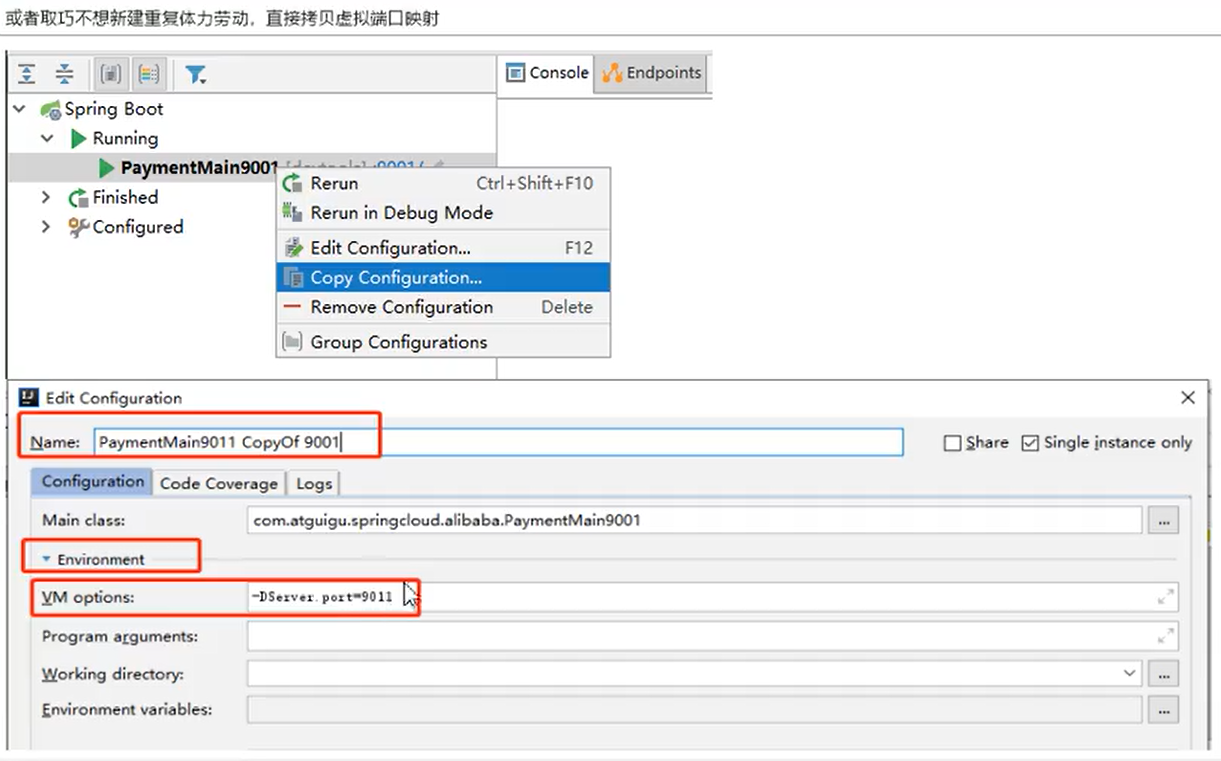 或者取巧不想新建重复体力劳动，直接拷贝虚拟端口映射
Console Endpoints
Spring Boot
Running
PaymentMain9001 [devtools] :9001/
Rerun Ctrl+Shift+F10
Finished
Rerun in Debug Mode
Configured
Edit Configuration... F12
Copy Configuration...
Remove Configuration Delete
Group Configurations
Edit Configuration
Name: PaymentMain9011 CopyOf 9001 Share Single instance only
Configuration Code Coverage Logs
Main class: com.atguigu.springcloud.alibaba.PaymentMain9001 ...
Environment
VM options: -DServer.port=9011
Program arguments:
Working directory: ...
Environment variables: ...